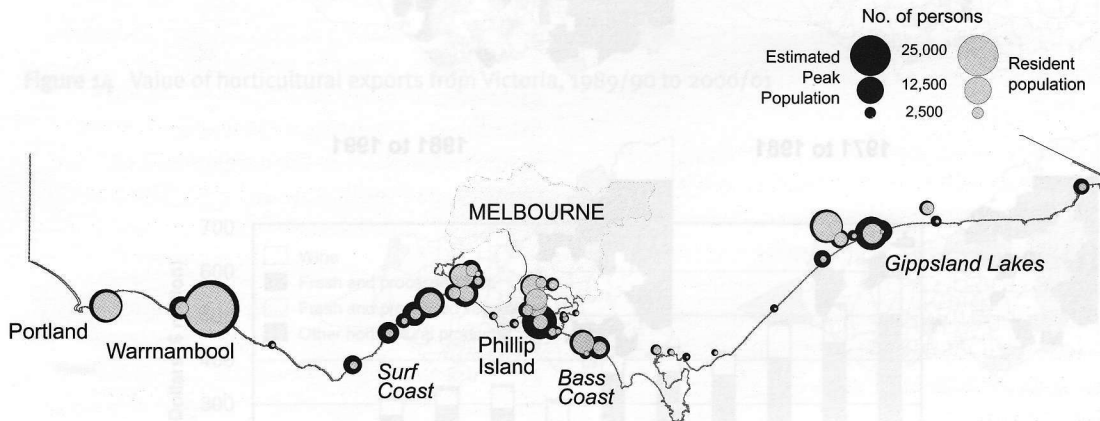 No. of persons
Estimated Peak Population
25,000
12,500
2,500
Resident population
Figure 14 Value of horticultural exports from Victoria, 1989/90 to 2000/01
1981 to 1991
1971 to 1981
MELBOURNE
700
Gippsland Lakes
Portland
Warrnambool
Surf Coast
Phillip Island
Bass Coast